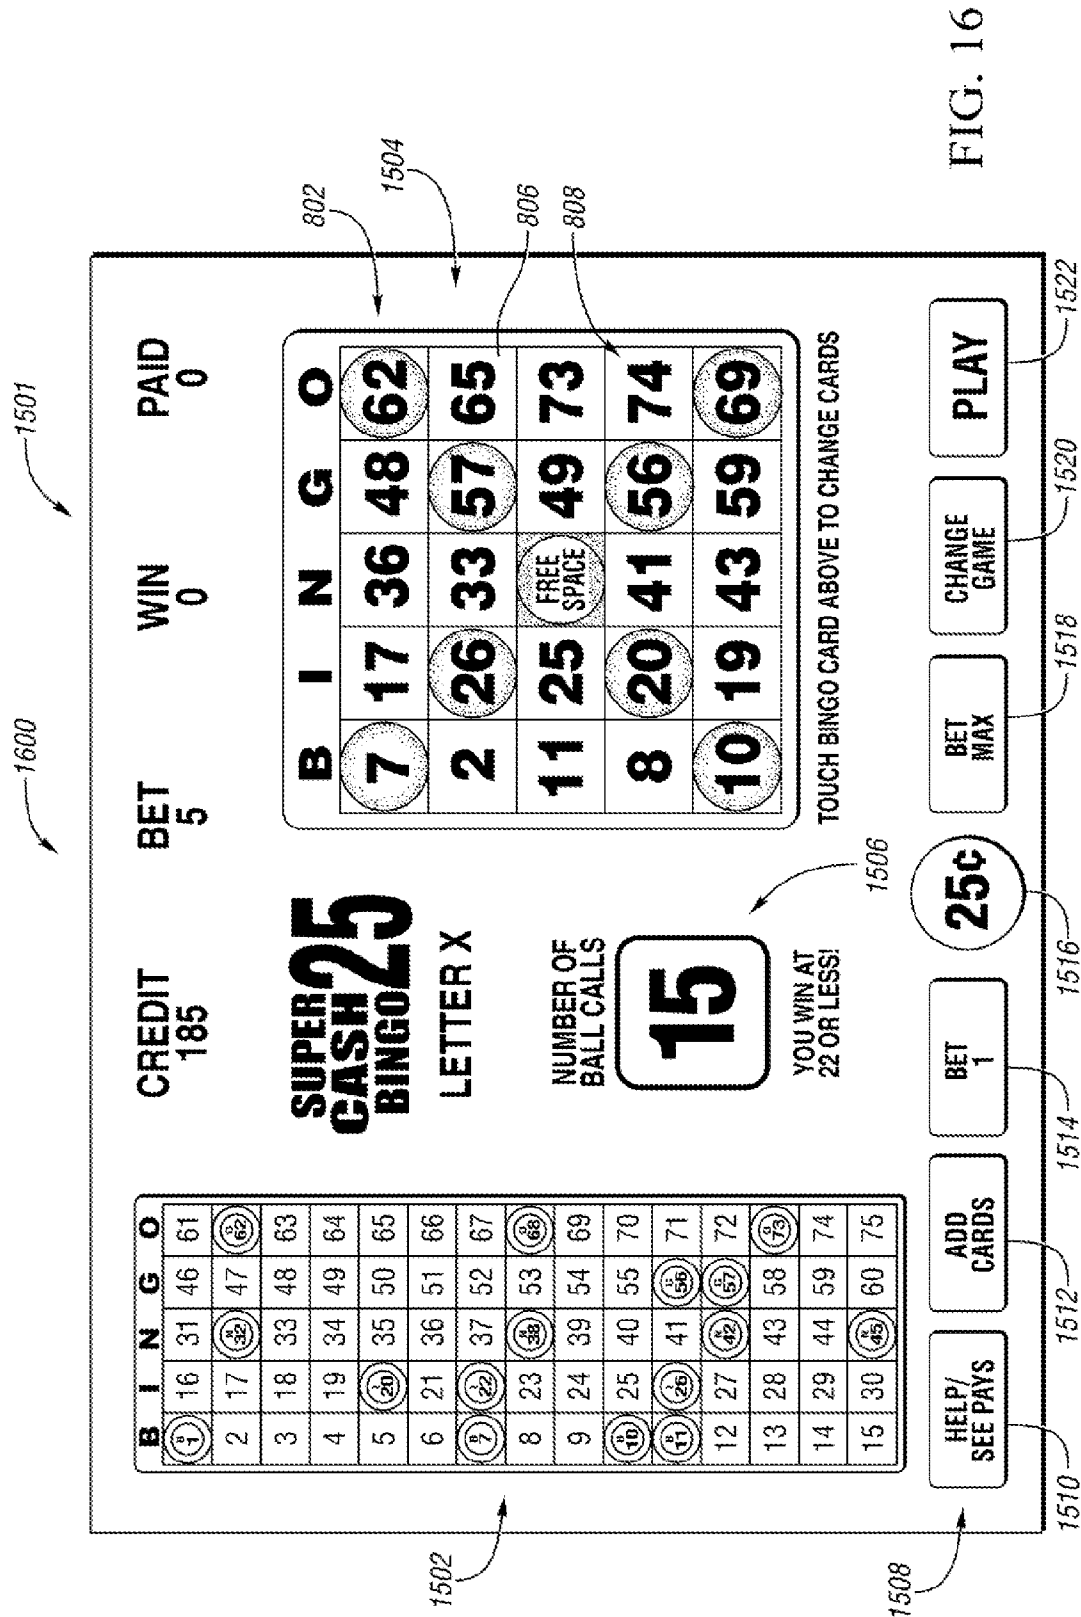 1600
1501
CREDIT
185
BET
5
WIN
0
PAID
0
1502
B I N G O
B 1 16 31 46 61
2 17 N 32 47 O 62
3 18 33 48 63
4 19 34 49 64
5 I 20 35 50 65
6 21 36 51 66
B 7 I 22 37 52 67
8 23 N 38 53 O 68
9 24 39 54 69
B 10 25 40 55 70
B 11 I 26 41 G 56 71
12 27 N 42 G 57 72
13 28 43 58 O 73
14 29 44 59 74
15 30 N 45 60 75
SUPER
CASH
BINGO 25
LETTER X
NUMBER OF
BALL CALLS
15
YOU WIN AT
22 OR LESS!
1506
B I N G O
7 17 36 48 62
2 26 33 57 65
11 25 FREE SPACE 49 73
8 20 41 56 74
10 19 43 59 69
TOUCH BINGO CARD ABOVE TO CHANGE CARDS
802
1504
806
808
1508
HELP/
SEE PAYS
ADD
CARDS
BET
1
25¢
BET
MAX
CHANGE
GAME
PLAY
1510
1512
1514
1516
1518
1520
1522
FIG. 16